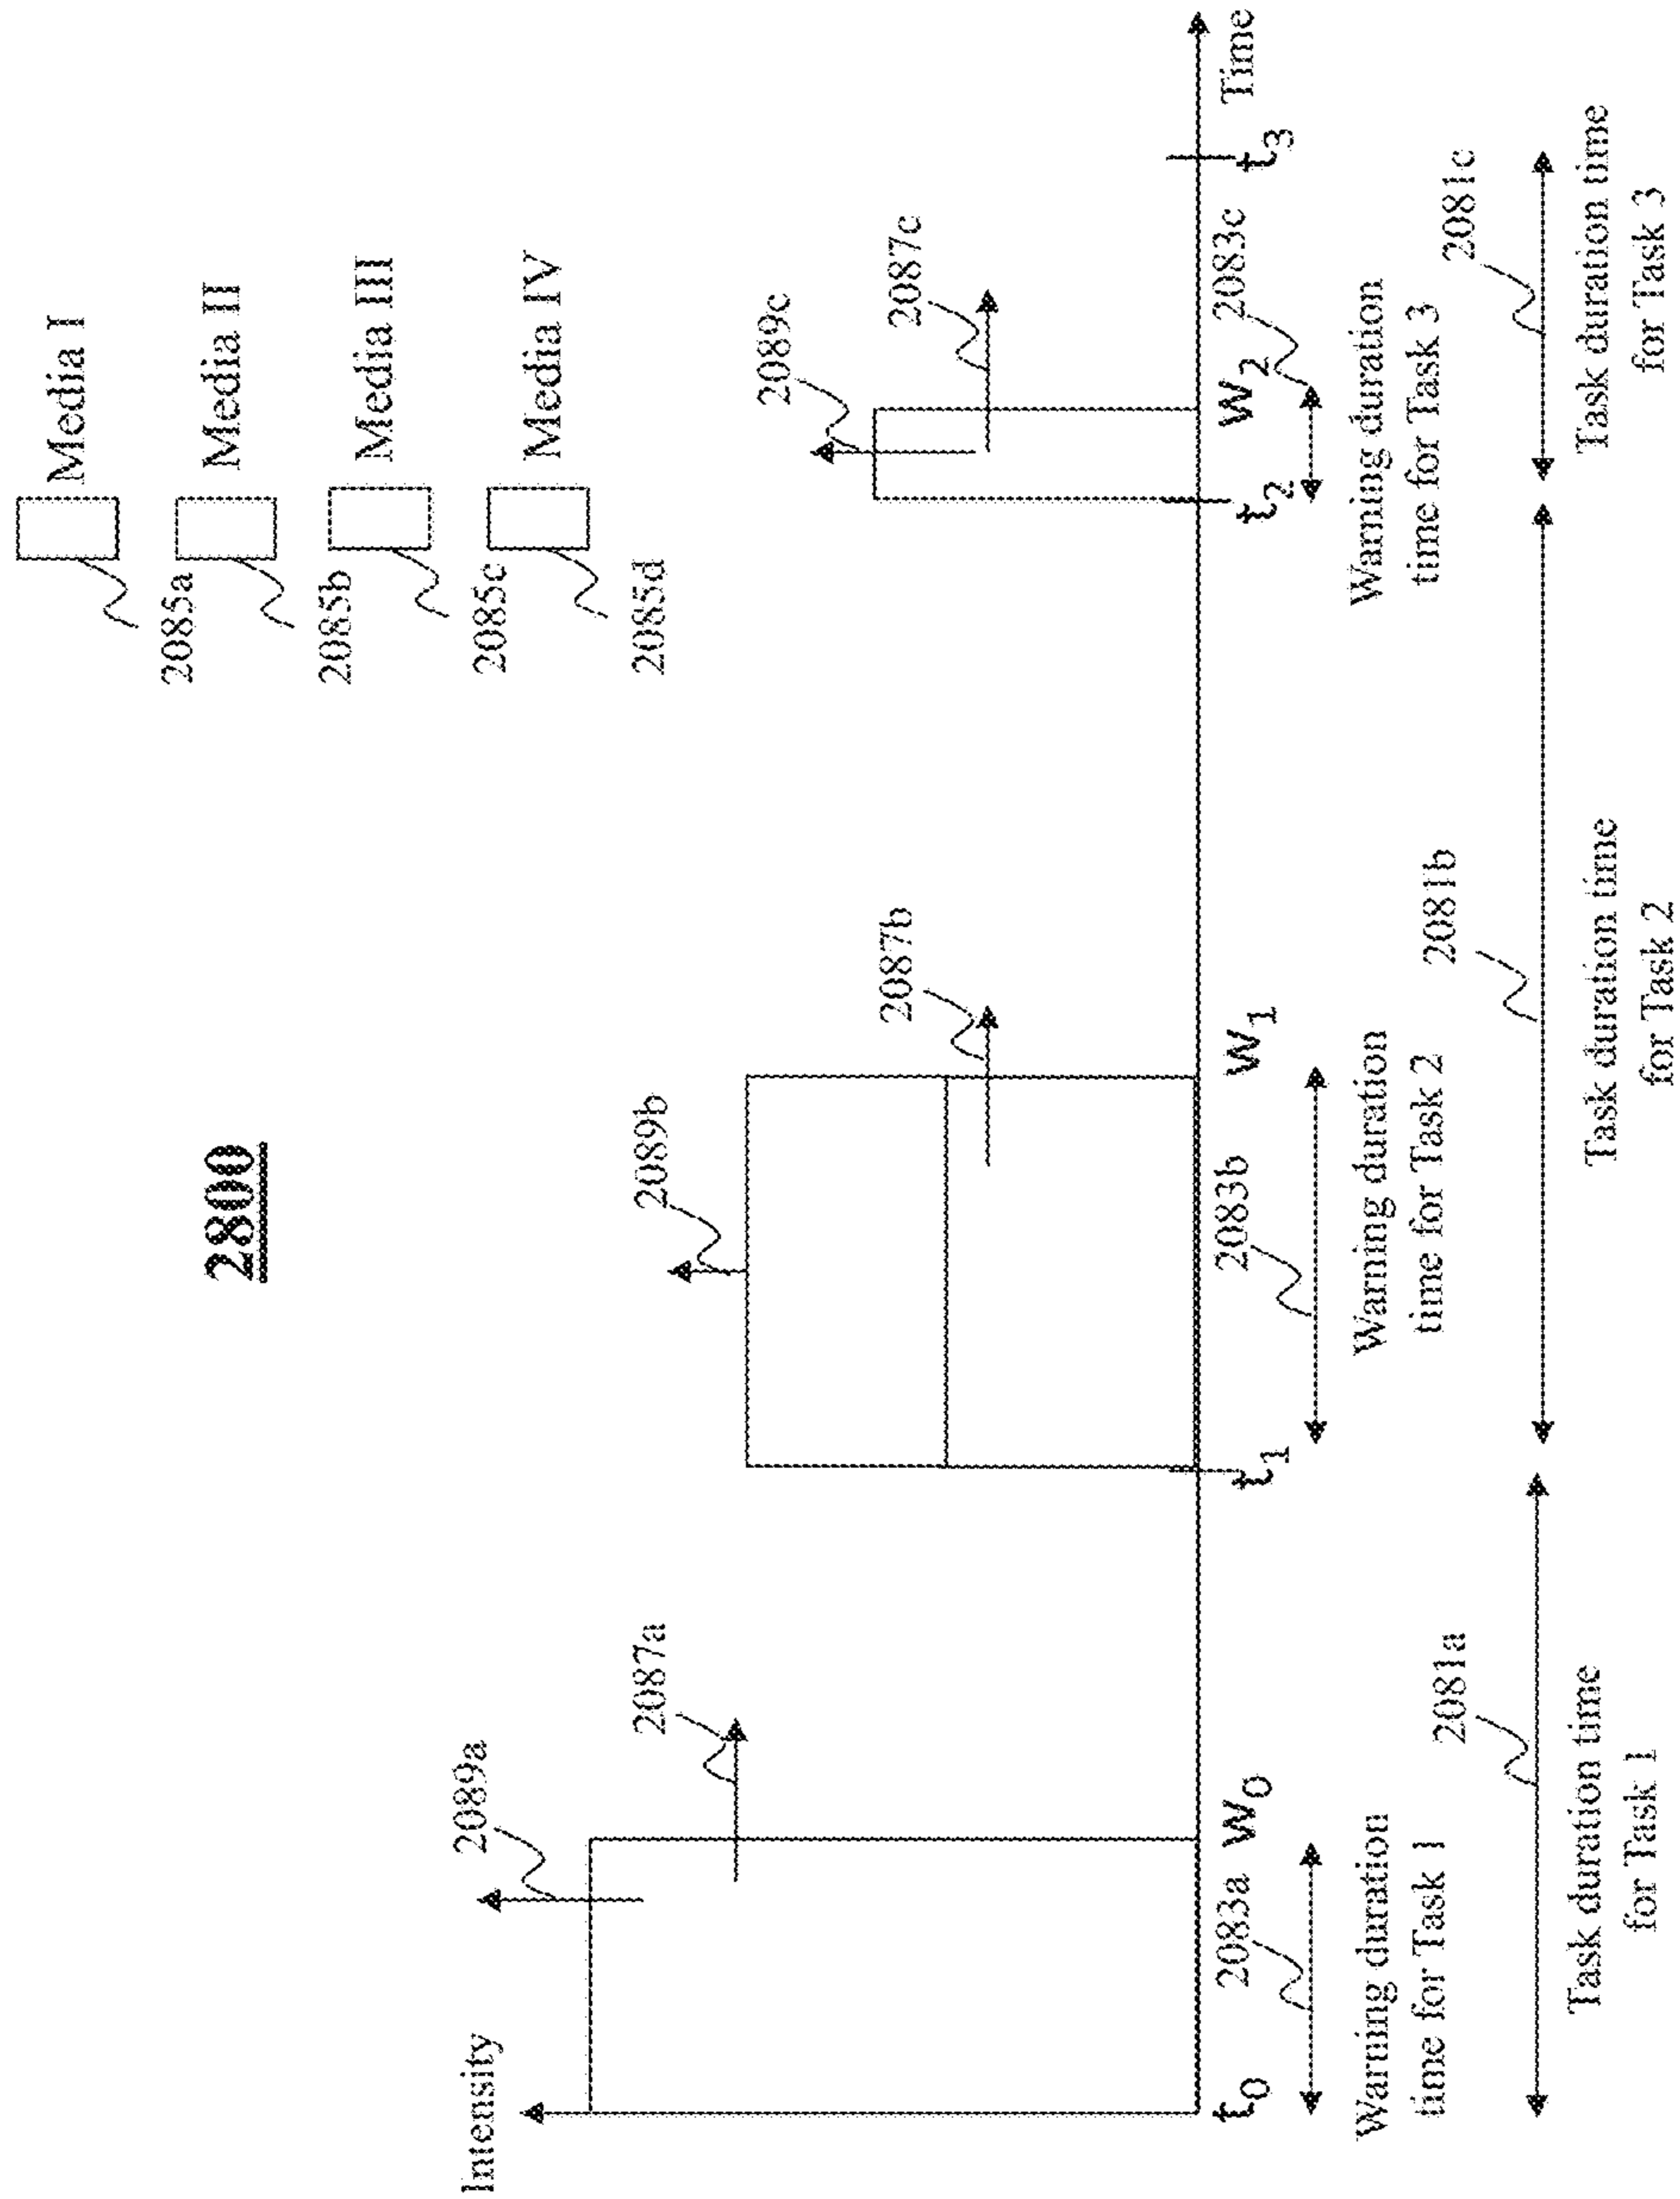 2800
2085a
Media I
2085b
Media II
2085c
Media III
2085d
Media IV
Intensity
2089a
2087a
2089b
2087b
2089c
2087c
t0
2083a
W0
t1
2083b
W1
t2
W2
2083c
t3
Time
Warning duration
time for Task 1
Warning duration
time for Task 2
Warning duration
time for Task 3
2081a
2081b
2081c
Task duration time
for Task 1
Task duration time
for Task 2
Task duration time
for Task 3